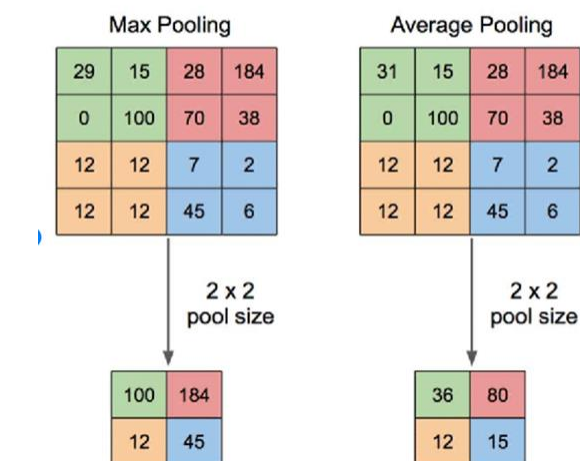 Max Pooling
29 15 28 184
0 100 70 38
12 12 7 2
12 12 45 6
2 x 2
pool size
100 184
12 45
Average Pooling
31 15 28 184
0 100 70 38
12 12 7 2
12 12 45 6
2 x 2
pool size
36 80
12 15